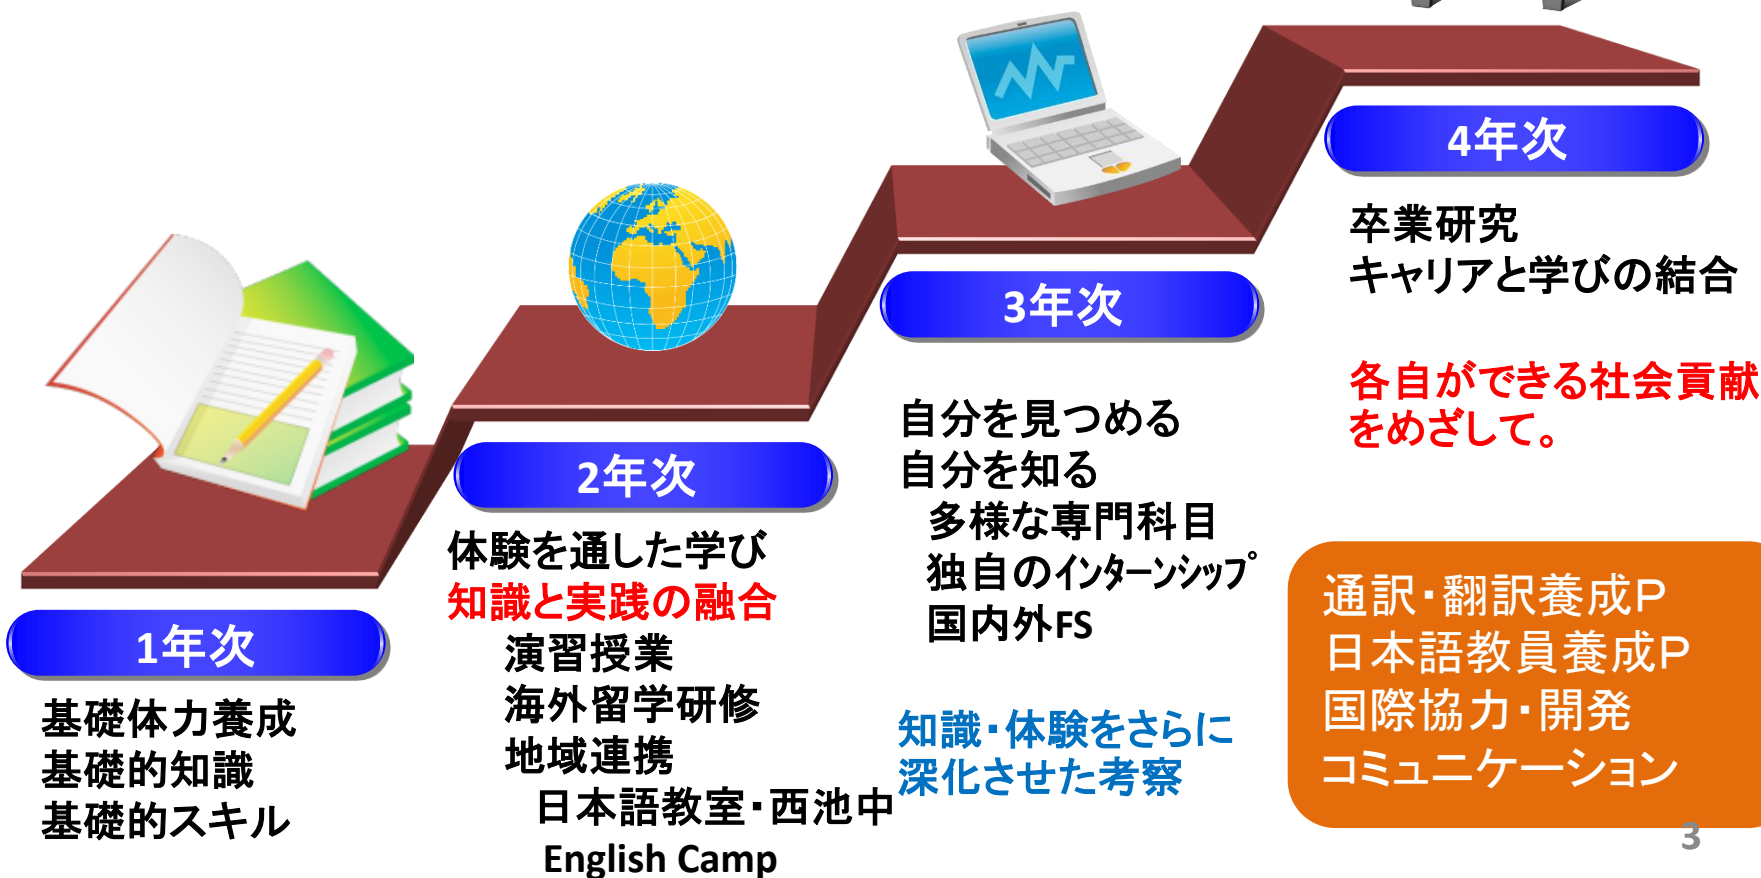 1年次
基礎体力養成
基礎的知識
基礎的スキル
2年次
体験を通した学び
知識と実践の融合
演習授業
海外留学研修
地域連携
日本語教室・西池中
English Camp
3年次
自分を見つめる
自分を知る
多様な専門科目
独自のインターンシップ
国内外FS
知識・体験をさらに
深化させた考察
4年次
卒業研究
キャリアと学びの結合
各自ができる社会貢献
をめざして。
通訳・翻訳養成P
日本語教員養成P
国際協力・開発
コミュニケーション
3